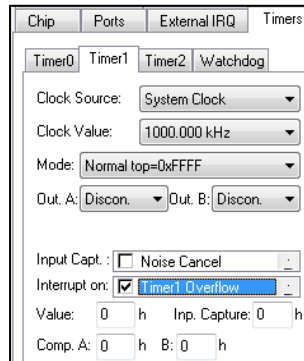 Chip Ports External IRQ Timers
Timer0 Timer1 Timer2 Watchdog
Clock Source: System Clock
Clock Value: 1000.000 kHz
Mode: Normal top=0xFFFF
Out. A: Discon. Out. B: Discon.
Input Capt. : Noise Cancel
Interrupt on: Timer1 Overflow
Value: 0 h Inp. Capture: 0 h
Comp. A: 0 h B: 0 h